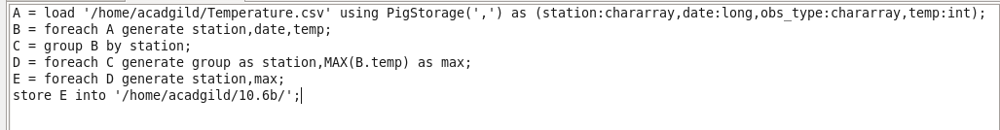 A = load '/home/acadgild/Temperature.csv' using PigStorage(',') as (station:chararray,date:long,obs_type:chararray,temp:int);
B = foreach A generate station,date,temp;
C = group B by station;
D = foreach C generate group as station,MAX(B.temp) as max;
E = foreach D generate station,max;
store E into '/home/acadgild/10.6b/';